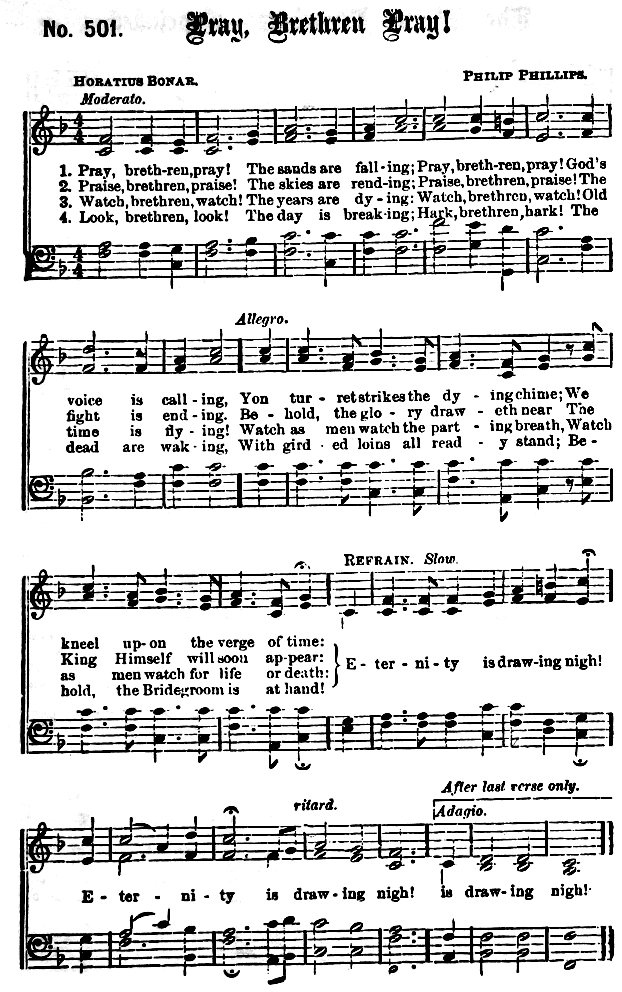 No. 501. Pray, Brethren Pray!
HORATIUS BONAR. PHILIP PHILLIPS.
Moderato.
1. Pray, breth-ren, pray! The sands are fall-ing; Pray, breth-ren, pray! God's
2. Praise, brethren, praise! The skies are rend-ing; Praise, brethren, praise! The
3. Watch, brethren, watch! The years are dy-ing: Watch, brethren, watch! Old
4. Look, brethren, look! The day is break-ing; Hark, brethren, hark! The
Allegro.
voice is call-ing, Yon tur-ret strikes the dy-ing chime; We
fight is end-ing. Be-hold, the glo-ry draw-eth near The
time is fly-ing! Watch as men watch the part-ing breath, Watch
dead are wak-ing, With gird-ed loins all read-y stand; Be-
REFRAIN. Slow.
kneel up-on the verge of time:
King Himself will soon ap-pear:
as men watch for life or death:
hold, the Bridegroom is at hand!
E-ter-ni-ty is draw-ing nigh!
After last verse only.
ritard. Adagio.
E-ter-ni-ty is draw-ing nigh! is draw-ing nigh!